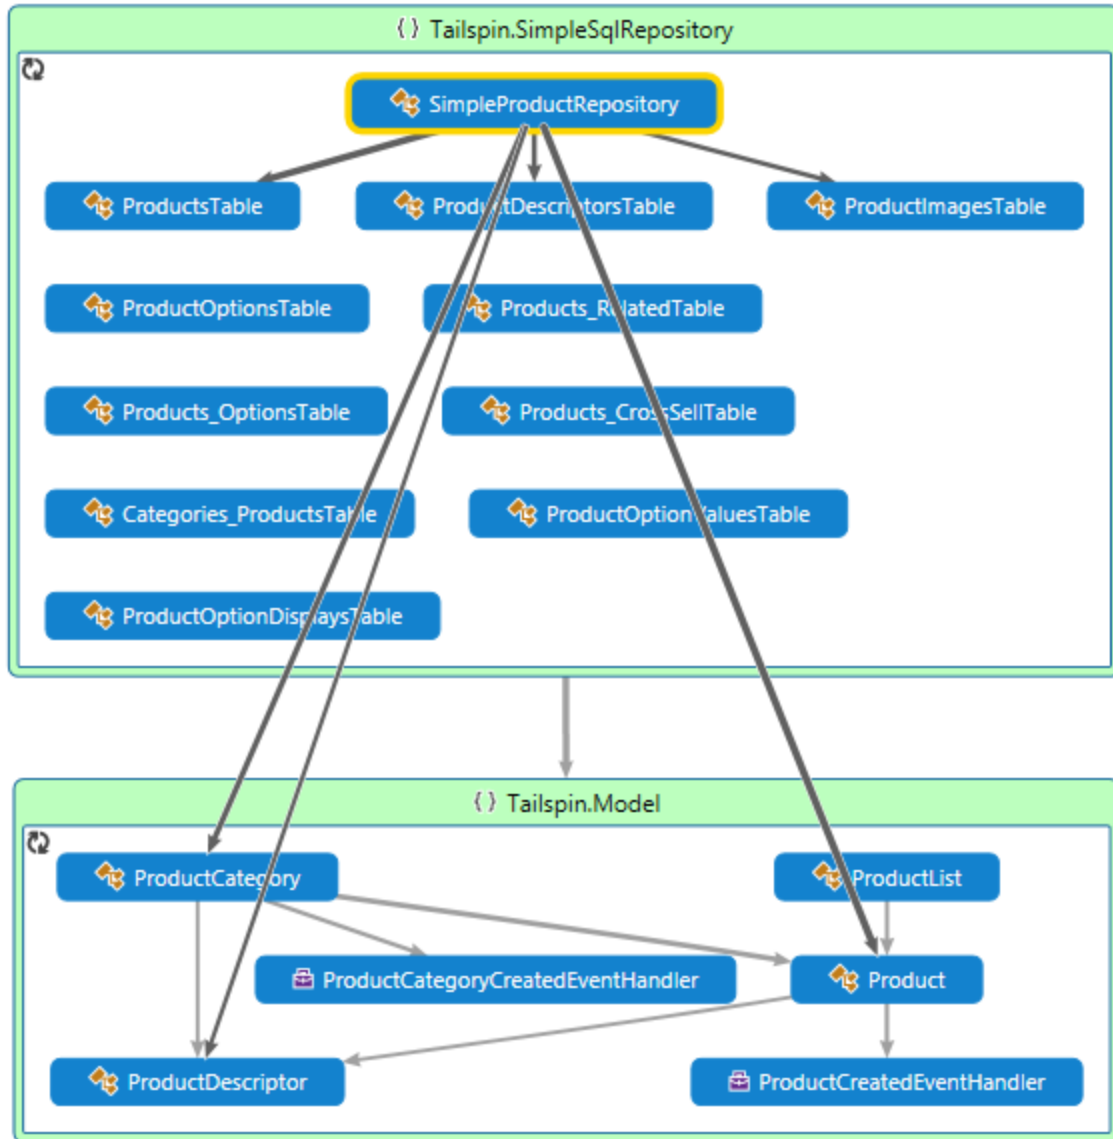 {} Tailspin.SimpleSqlRepository
SimpleProductRepository
ProductsTable
ProductDescriptorsTable
ProductImagesTable
ProductOptionsTable
Products_RelatedTable
Products_OptionsTable
Products_CrossSellTable
Categories_ProductsTable
ProductOptionValuesTable
ProductOptionDisplaysTable
{} Tailspin.Model
ProductCategory
ProductList
ProductCategoryCreatedEventHandler
Product
ProductDescriptor
ProductCreatedEventHandler